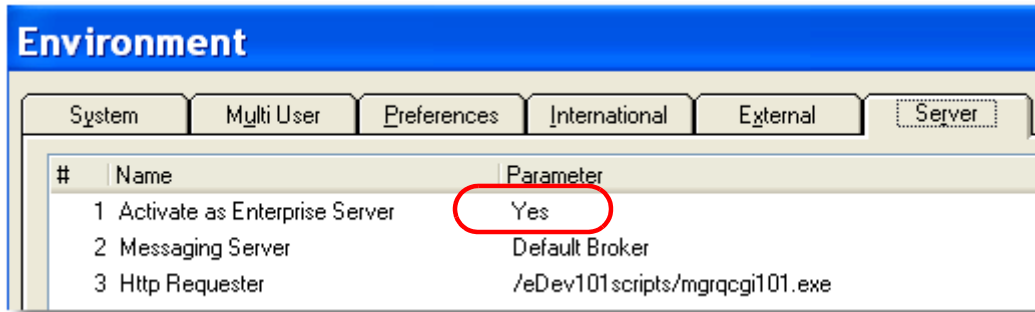 Environment
System Multi User Preferences International External Server
# Name Parameter
1 Activate as Enterprise Server Yes
2 Messaging Server Default Broker
3 Http Requester /eDev101scripts/mgrqcgi101.exe